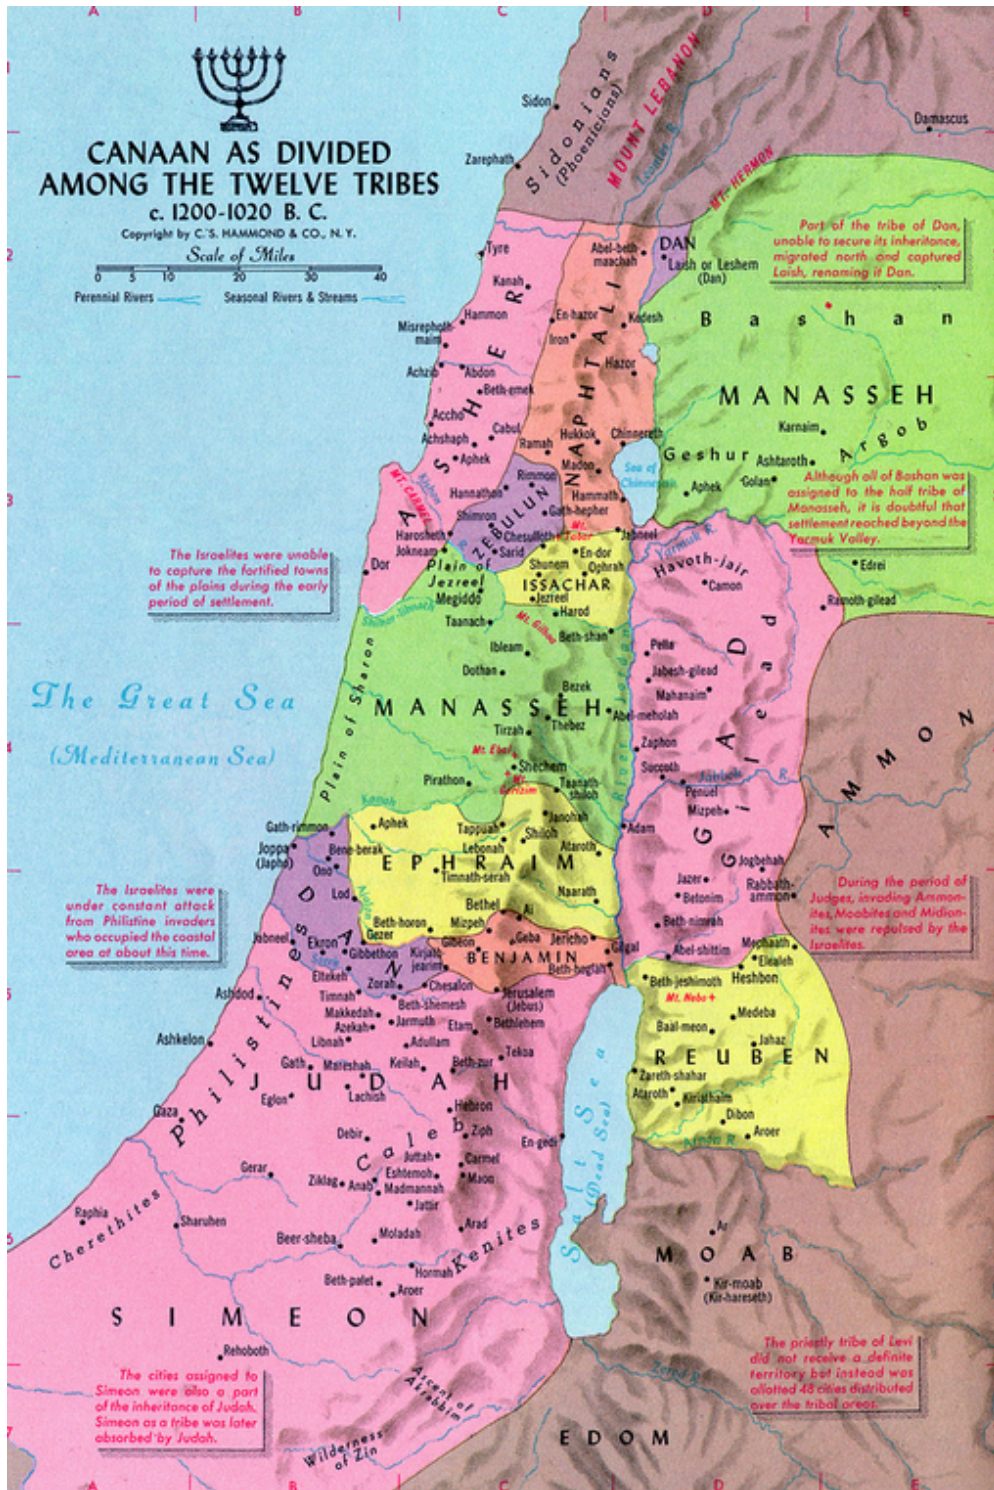 A B C D E
1
CANAAN AS DIVIDED
AMONG THE TWELVE TRIBES
c. 1200-1020 B. C.
Copyright by C.S. HAMMOND & CO., N. Y.
Scale of Miles
0 5 10 20 30 40
Perennial Rivers Seasonal Rivers & Streams
Sidon
Sidonians
(Phoenicians)
MOUNT LEBANON
Leontes R.
Damascus
Zarephath
MT. HERMON
2
Tyre
Abel-beth-
maachah
DAN
Laish or Leshem
(Dan)
Part of the tribe of Dan,
unable to secure its inheritance,
migrated north and captured
Laish, renaming it Dan.
Kanah
Hammon
En-hazor
Kedesh
Bashan
Misrephoth-
maim
Iron
Hazor
Achzib
Abdon
Beth-emek
ASHER
NAPHTALI
MANASSEH
Accho
Cabul
Hukkok
Chinnereth
Karnaim
Argob
Achshaph
Ramah
Geshur
Ashtaroth
Aphek
Madon
Sea of
Chinnereth
Golan
Aphek
MT. CARMEL
Kishon
R.
Rimmon
Although all of Bashan was
assigned to the half tribe of
Manasseh, it is doubtful that
settlement reached beyond the
Yarmuk Valley.
3
Hannathon
Hammath
ZEBULUN
Shimron
Gath-hepher
Mt.
Tabor
Jabneel
Yarmuk R.
Harosheth
Chesulloth
Jokneam
Sarid
En-dor
Havoth-jair
The Israelites were unable
to capture the fortified towns
of the plains during the early
period of settlement.
Dor
Plain of
Jezreel
Shunem
Ophrah
Edrei
ISSACHAR
Camon
Megiddo
Jezreel
Ramoth-gilead
Shihor-libnath
Taanach
Harod
Mt. Gilboa
Beth-shan
Ibleam
Pella
Dothan
Jabesh-gilead
Bezek
Mahanaim
GAD
Gilead
The Great Sea
(Mediterranean Sea)
Plain of Sharon
MANASSEH
Abel-meholah
Thebez
Tirzah
River Jordan
Zaphon
AMMON
4
Mt. Ebal
Shechem
Succoth
Jabbok R.
Pirathon
Mt.
Gerizim
Taanath-
shiloh
Penuel
Mizpeh
Kanah
Gath-rimmon
Aphek
Tappuah
Janohah
Adam
Joppa
(Japho)
Bene-berak
Shiloh
Lebonah
Ataroth
EPHRAIM
Jogbehah
Ono
Timnath-serah
Jazer
Rabbath-
ammon
The Israelites were
under constant attack
from Philistine invaders
who occupied the coastal
area at about this time.
DAN
Lod
Naarath
Betonim
During the period of
Judges, invading Ammon-
ites, Moabites and Midian-
ites were repulsed by the
Israelites.
Bethel
Ai
Beth-nimrah
Beth-horon
Mizpeh
Jabneel
Ekron
Gezer
Gibeon
Geba
Jericho
Gilgal
Abel-shittim
Mephaath
Gibbethon
Kirjath-
jearim
BENJAMIN
Elealeh
Sorek
Eltekeh
Zorah
Beth-hoglah
Beth-jeshimoth
Heshbon
5
Ashdod
Timnah
Chesalon
Jerusalem
(Jebus)
Mt. Nebo
Beth-shemesh
Makkedah
Jarmuth
Etam
Bethlehem
Medeba
Azekah
Baal-meon
Ashkelon
Libnah
Adullam
Jahaz
Philistines
Gath
Mareshah
Keilah
Beth-zur
Tekoa
REUBEN
JUDAH
Zareth-shahar
Eglon
Lachish
Ataroth
Kiriathaim
Gaza
Hebron
Dibon
Debir
Caleb
Ziph
En-gedi
Aroer
Arnon R.
Juttah
Carmel
Salt Sea
(Dead Sea)
Gerar
Eshtemoh
Maon
Ziklag
Anab
Madmannah
Jattir
Raphia
Cherethites
Sharuhen
6
Arad
Kenites
Ar
Beer-sheba
Moladah
MOAB
Beth-palet
Hormah
Aroer
Kir-moab
(Kir-hareseth)
SIMEON
Rehoboth
The cities assigned to
Simeon were also a part
of the inheritance of Judah.
Simeon as a tribe was later
absorbed by Judah.
Ascent of
Akrabbim
Zered R.
The priestly tribe of Levi
did not receive a definite
territory but instead was
allotted 48 cities distributed
over the tribal areas.
7
Wilderness
of Zin
EDOM
A B C D E